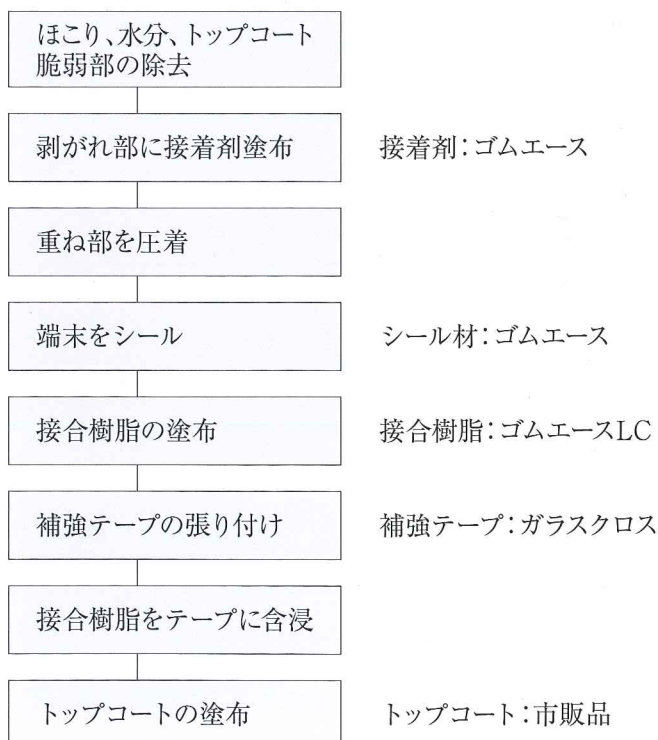 ほこり、水分、トップコート
脆弱部の除去
剥がれ部に接着剤塗布
接着剤：ゴムエース
重ね部を圧着
端末をシール
シール材：ゴムエース
接合樹脂の塗布
接合樹脂：ゴムエースLC
補強テープの張り付け
補強テープ：ガラスクロス
接合樹脂をテープに含浸
トップコートの塗布
トップコート：市販品